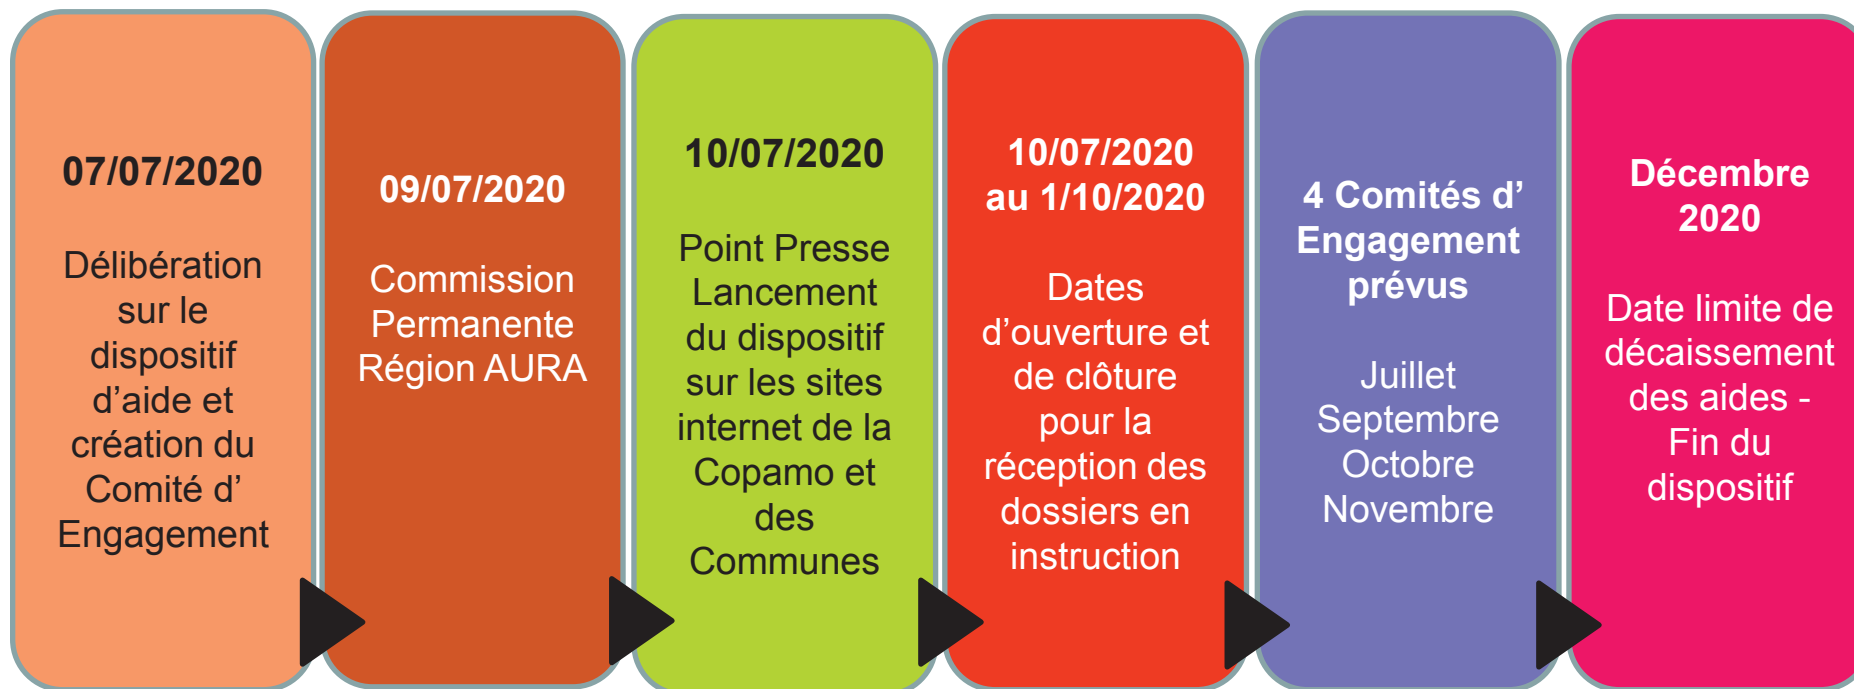 07/07/2020
Délibération
sur le
dispositif
d’aide et
création du
Comité d’
Engagement
09/07/2020
Commission
Permanente
Région AURA
10/07/2020
Point Presse
Lancement
du dispositif
sur les sites
internet de la
Copamo et
des
Communes
10/07/2020
au 1/10/2020
Dates
d’ouverture et
de clôture
pour la
réception des
dossiers en
instruction
4 Comités d’
Engagement
prévus
Juillet
Septembre
Octobre
Novembre
Décembre
2020
Date limite de
décaissement
des aides -
Fin du
dispositif